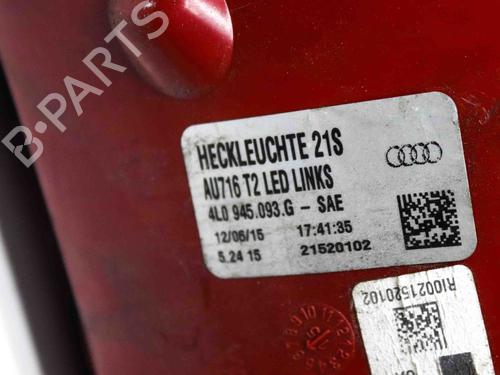 B-PARTS
HECKLEUCHTE 21S
AU716 T2 LED LINKS
4L0 945.093.G - SAE
12/06/15 17:41:35
5.24 15 21520102
RI0021520102